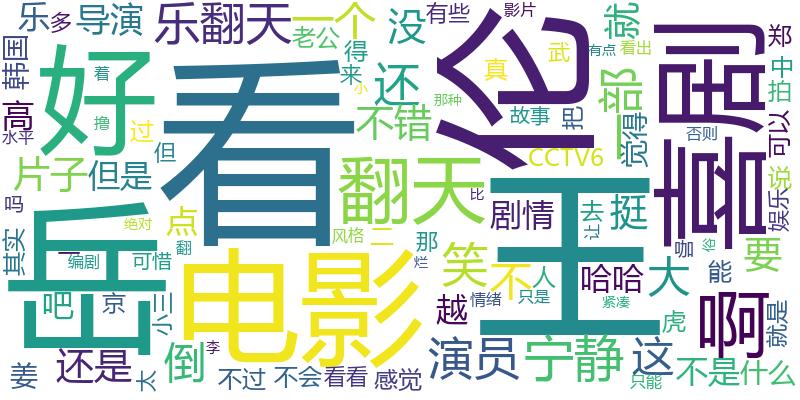 乐
多
导演
乐翻天
一个
没
有些
影片
就
郑
老公
得
来
武
有点
看出
韩国
好
着
小
还
真
那种
伦
喜剧
高
水平
撸
过
不错
故事
把
一部
觉得
拍
中
否则
可以
片子
但是
但
看
翻天
CCTV6
说
吗
绝对
比
王
剧情
去
让
挺
娱乐
岳
点
风格
二
那
其实
一
编剧
可惜
翻
烂
笑
不
人
哈哈
大
咖
俗
能
要
吧
京
小三
电影
越
情绪
只是
紧凑
虎
啊
就是
姜
还是
太
倒
李
不过
不会
看看
感觉
演员
宁静
这
只能
不是
什么